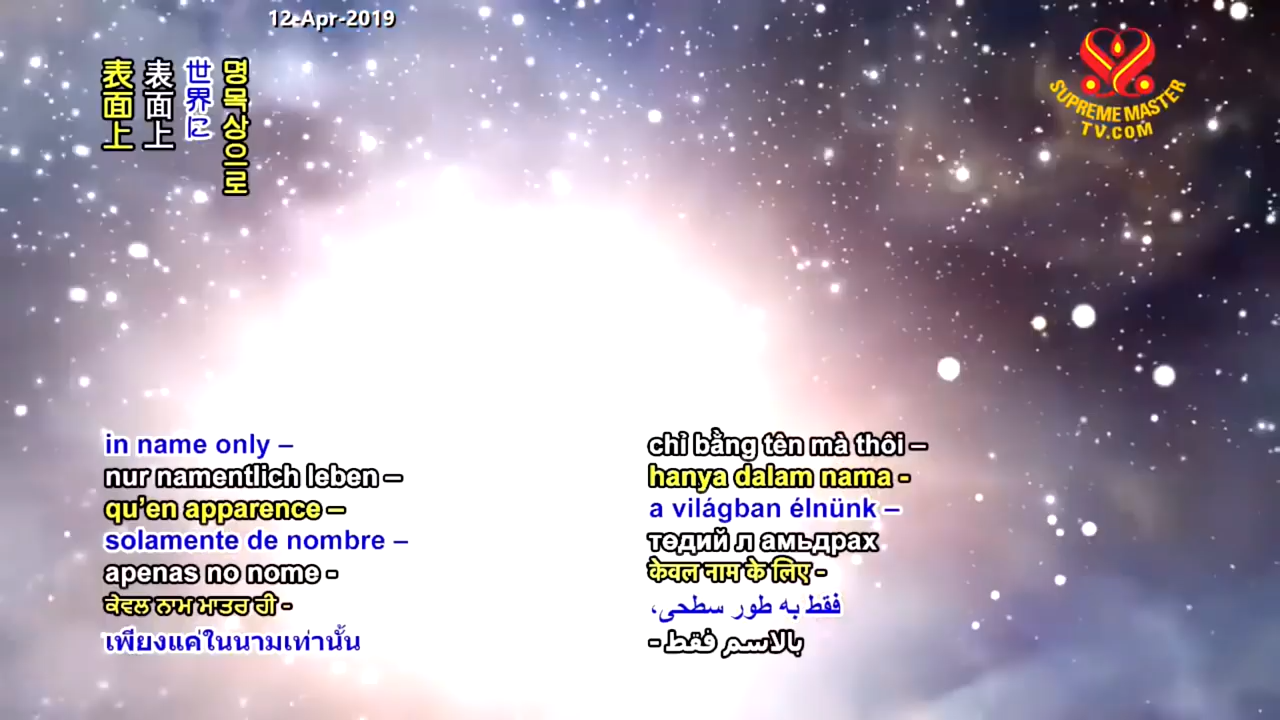 12-Apr-2019
SUPREME MASTER
TV.COM
表面上
表面上
世界に
명목상으로
in name only –
nur namentlich leben –
qu’en apparence –
solamente de nombre –
apenas no nome -
ਕੇਵਲ ਨਾਮ ਮਾਤਰ ਹੀ -
เพียงแค่ในนามเท่านั้น
chỉ bằng tên mà thôi –
hanya dalam nama -
a világban élnünk –
төдий л амьдрах
केवल नाम के लिए -
فقط به طور سطحی،
بالاسم فقط -